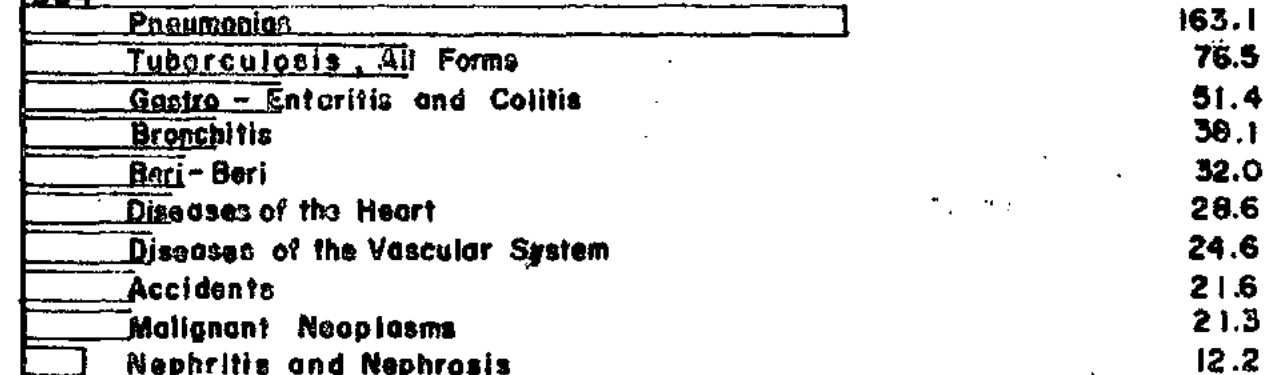 Pneumonias 163.1
Tuberculosis, All Forms 76.5
Gastro - Enteritis and Colitis 51.4
Bronchitis 38.1
Beri-Beri 32.0
Diseases of the Heart 28.6
Diseases of the Vascular System 24.6
Accidents 21.6
Malignant Neoplasms 21.3
Nephritis and Nephrosis 12.2